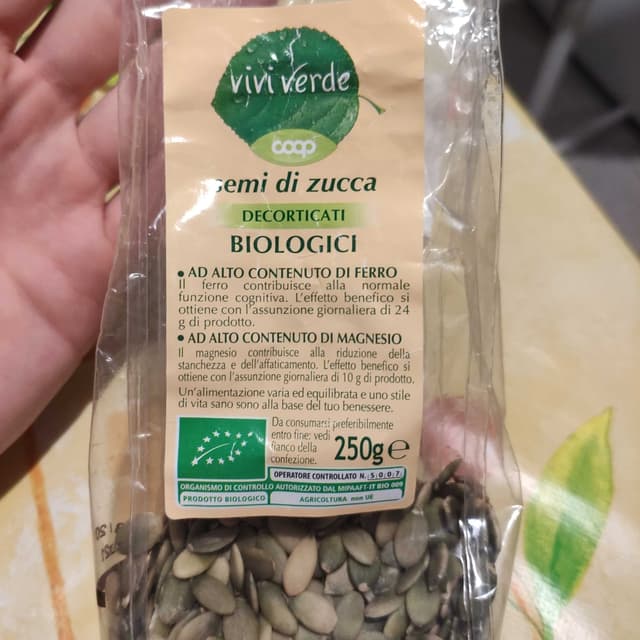 vivi verde
coop
semi di zucca
DECORTICATI
BIOLOGICI
• AD ALTO CONTENUTO DI FERRO
Il ferro contribuisce alla normale
funzione cognitiva. L'effetto benefico si
ottiene con l'assunzione giornaliera di 24
g di prodotto.
• AD ALTO CONTENUTO DI MAGNESIO
Il magnesio contribuisce alla riduzione della
stanchezza e dell'affaticamento. L'effetto benefico si
ottiene con l'assunzione giornaliera di 10 g di prodotto.
Un'alimentazione varia ed equilibrata e uno stile
di vita sano sono alla base del tuo benessere.
Da consumarsi preferibilmente
entro fine: vedi
fianco della
confezione.
250g e
OPERATORE CONTROLLATO N. 5007
ORGANISMO DI CONTROLLO AUTORIZZATO DAL MIPAAFT-IT BIO 009
PRODOTTO BIOLOGICO
AGRICOLTURA non UE